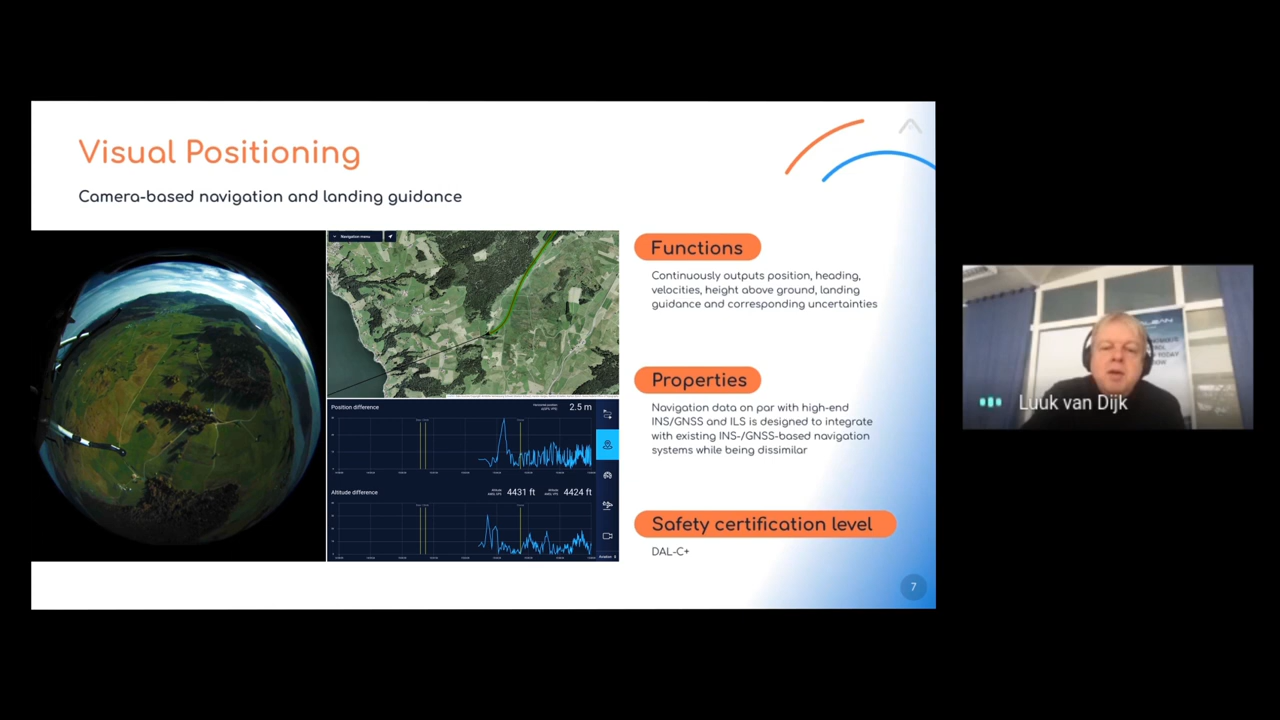 Visual Positioning
Camera-based navigation and landing guidance
Navigation menu
Position difference
2.5 m
Altitude difference
4431 ft
4424 ft
Functions
Continuously outputs position, heading,
velocities, height above ground, landing
guidance and corresponding uncertainties
Properties
Navigation data on par with high-end
INS/GNSS and ILS is designed to integrate
with existing INS-/GNSS-based navigation
systems while being dissimilar
Safety certification level
DAL-C+
7
Luuk van Dijk